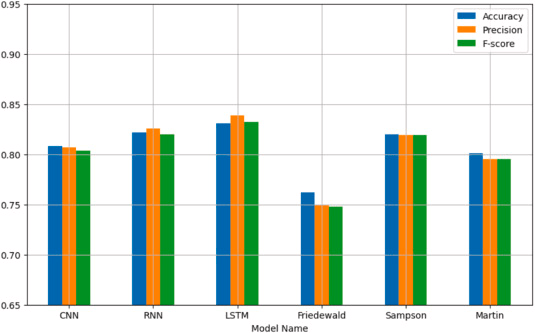 0.95
0.90
0.85
0.80
0.75
0.70
0.65
Accuracy
Precision
F-score
CNN RNN LSTM Friedewald Sampson Martin
Model Name